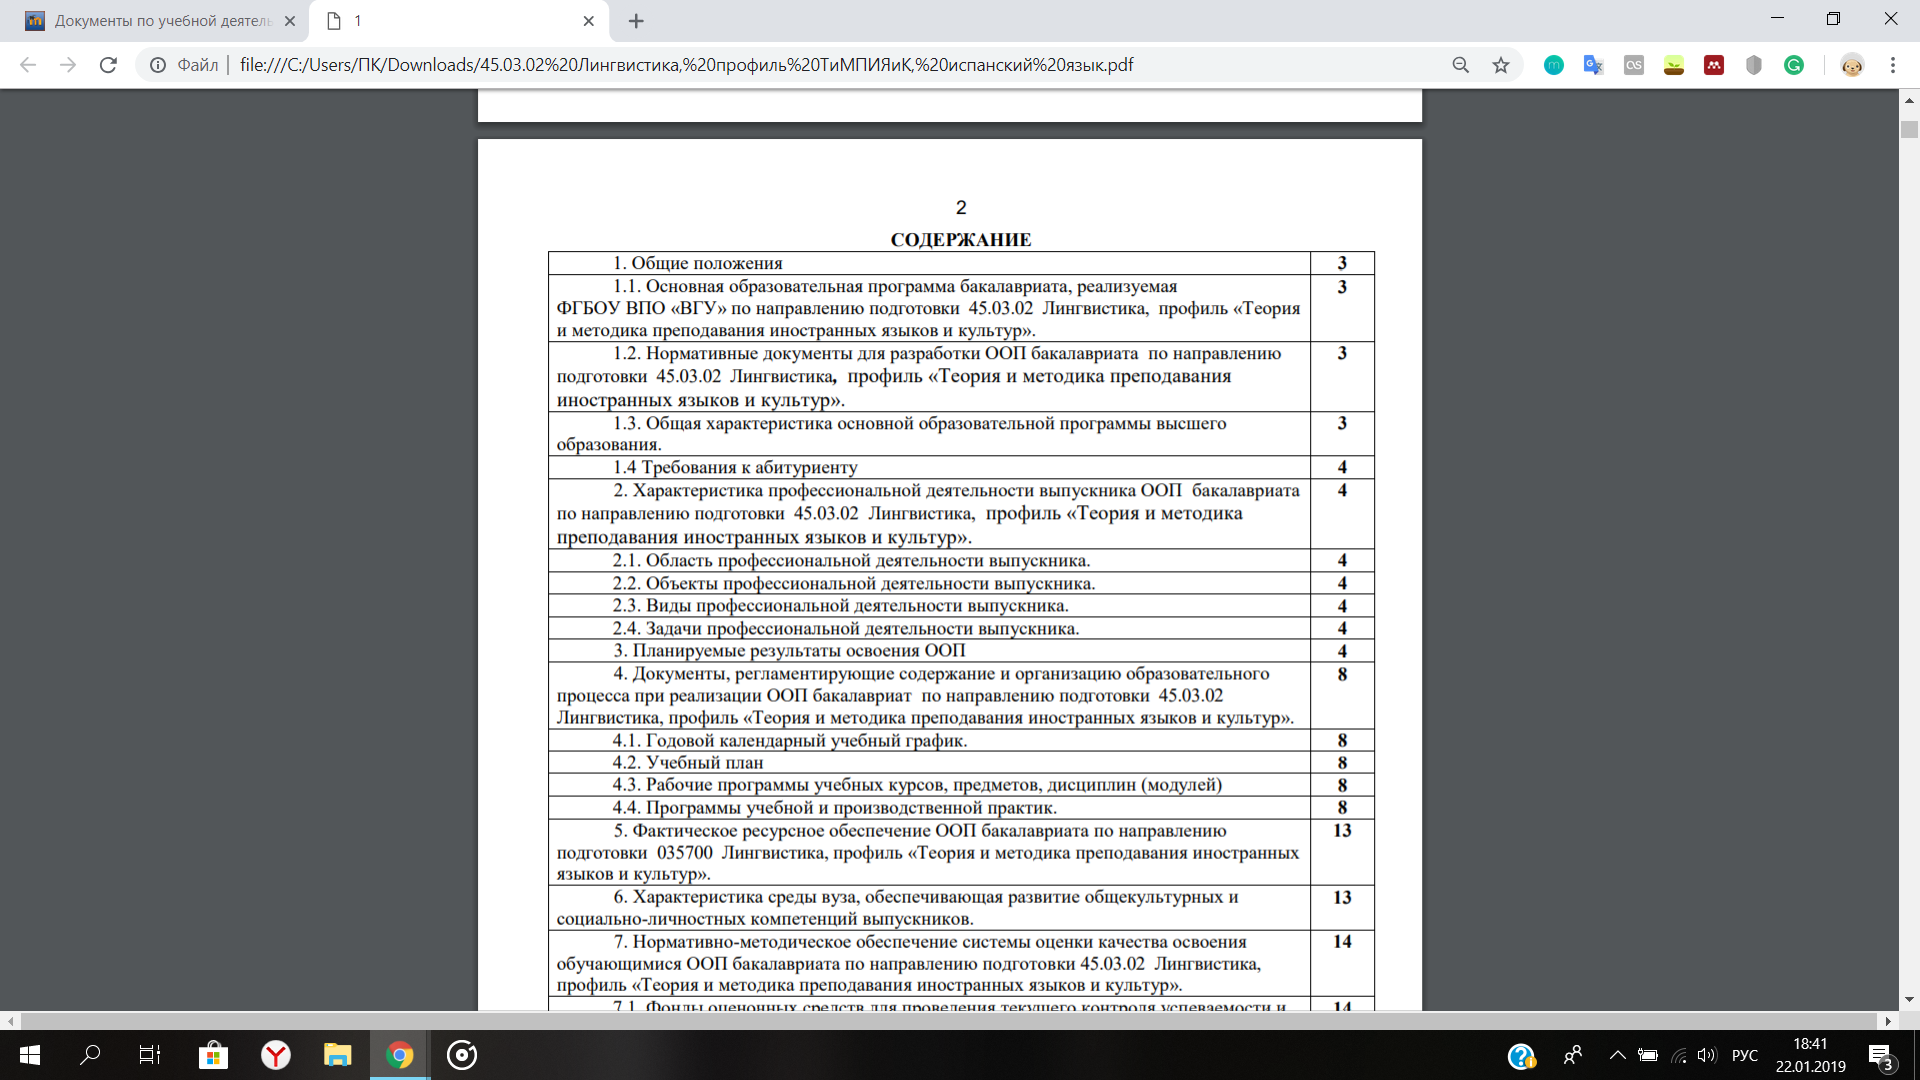 Документы по учебной деятель
1
Файл
file:///C:/Users/ПК/Downloads/45.03.02%20Лингвистика,%20профиль%20ТиМПИЯиК,%20испанский%20язык.pdf
2
СОДЕРЖАНИЕ
1. Общие положения 3
1.1. Основная образовательная программа бакалавриата, реализуемая 3
ФГБОУ ВПО «ВГУ» по направлению подготовки 45.03.02 Лингвистика, профиль «Теория
и методика преподавания иностранных языков и культур».
1.2. Нормативные документы для разработки ООП бакалавриата по направлению 3
подготовки 45.03.02 Лингвистика, профиль «Теория и методика преподавания
иностранных языков и культур».
1.3. Общая характеристика основной образовательной программы высшего 3
образования.
1.4 Требования к абитуриенту 4
2. Характеристика профессиональной деятельности выпускника ООП бакалавриата 4
по направлению подготовки 45.03.02 Лингвистика, профиль «Теория и методика
преподавания иностранных языков и культур».
2.1. Область профессиональной деятельности выпускника. 4
2.2. Объекты профессиональной деятельности выпускника. 4
2.3. Виды профессиональной деятельности выпускника. 4
2.4. Задачи профессиональной деятельности выпускника. 4
3. Планируемые результаты освоения ООП 4
4. Документы, регламентирующие содержание и организацию образовательного 8
процесса при реализации ООП бакалавриат по направлению подготовки 45.03.02
Лингвистика, профиль «Теория и методика преподавания иностранных языков и культур».
4.1. Годовой календарный учебный график. 8
4.2. Учебный план 8
4.3. Рабочие программы учебных курсов, предметов, дисциплин (модулей) 8
4.4. Программы учебной и производственной практик. 8
5. Фактическое ресурсное обеспечение ООП бакалавриата по направлению 13
подготовки 035700 Лингвистика, профиль «Теория и методика преподавания иностранных
языков и культур».
6. Характеристика среды вуза, обеспечивающая развитие общекультурных и 13
социально-личностных компетенций выпускников.
7. Нормативно-методическое обеспечение системы оценки качества освоения 14
обучающимися ООП бакалавриата по направлению подготовки 45.03.02 Лингвистика,
профиль «Теория и методика преподавания иностранных языков и культур».
7.1. Фонды оценочных средств для проведения текущего контроля успеваемости и 14
РУС
18:41
22.01.2019
3